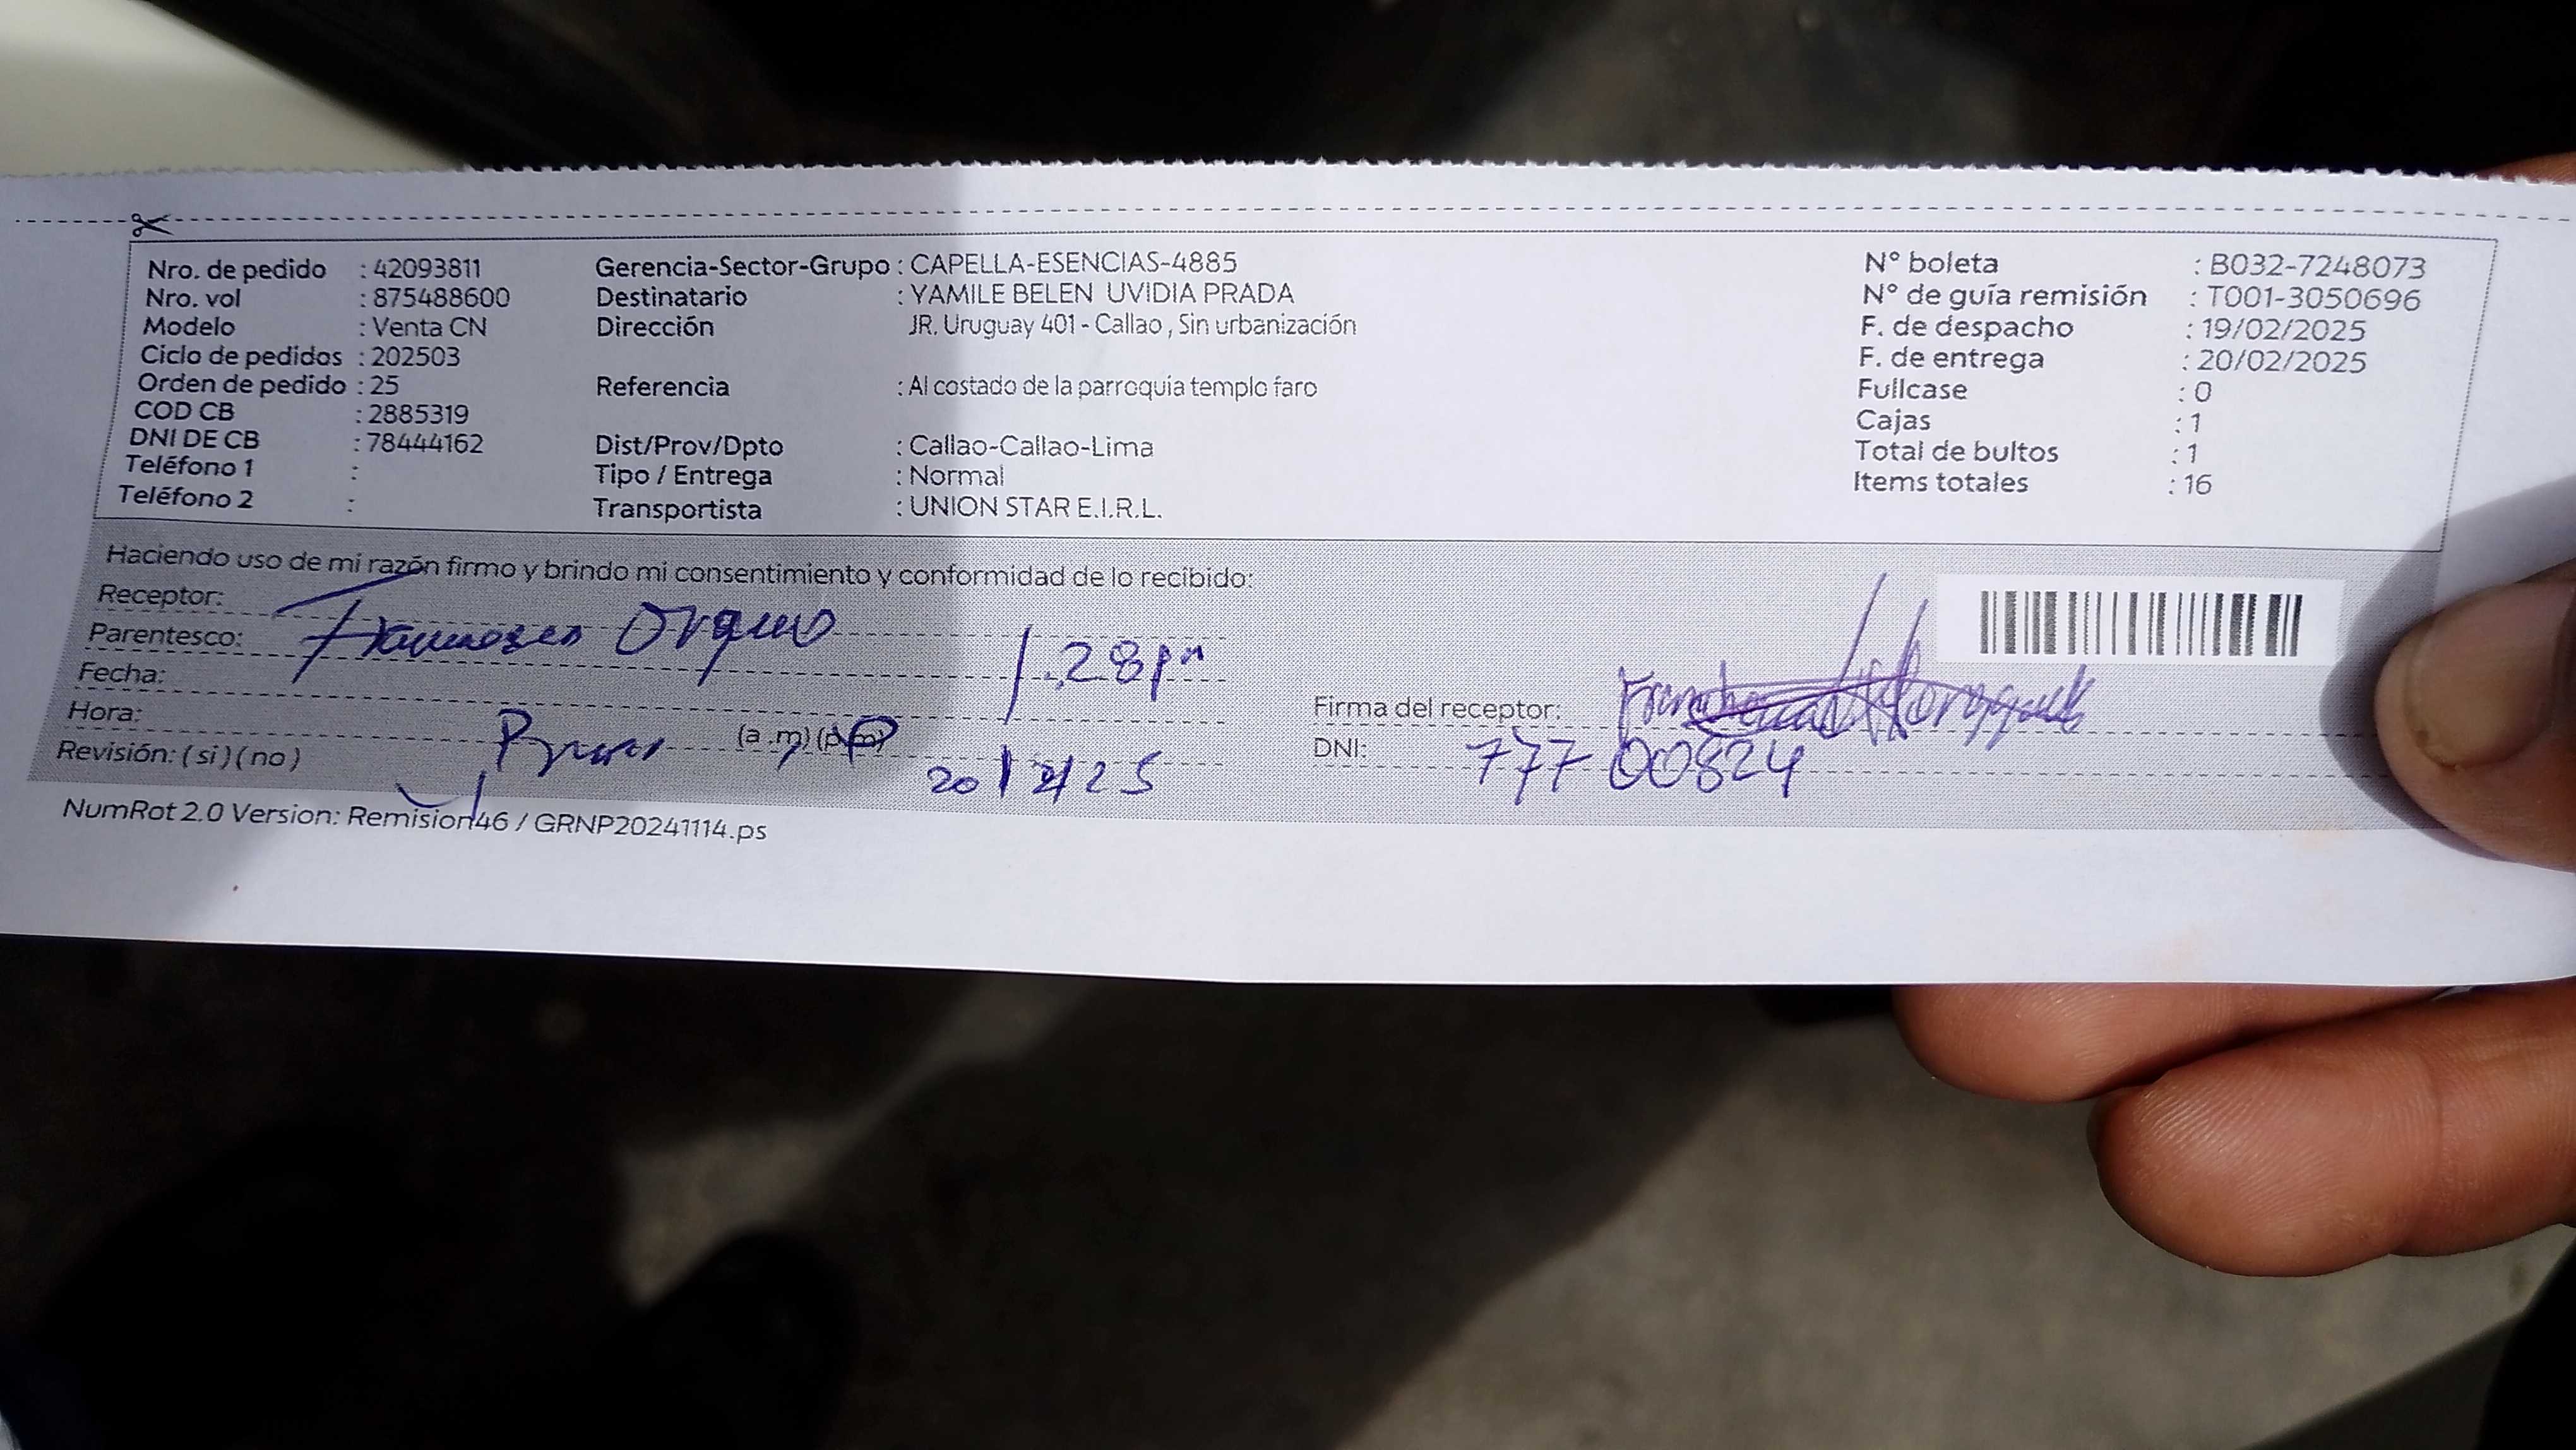 Nro. de pedido : 42093811
Nro. vol : 875488600
Modelo : Venta CN
Ciclo de pedidos : 202503
Orden de pedido : 25
COD CB : 2885319
DNI DE CB : 78444162
Teléfono 1 :
Teléfono 2 :
Gerencia-Sector-Grupo : CAPELLA-ESENCIAS-4885
Destinatario : YAMILE BELEN UVIDIA PRADA
Dirección JR. Uruguay 401 - Callao , Sin urbanización
Referencia : Al costado de la parroquia templo faro
Dist/Prov/Dpto : Callao-Callao-Lima
Tipo / Entrega : Normal
Transportista : UNION STAR E.I.R.L.
N° boleta : B032-7248073
N° de guía remisión : T001-3050696
F. de despacho : 19/02/2025
F. de entrega : 20/02/2025
Fullcase : 0
Cajas : 1
Total de bultos : 1
Items totales : 16
Haciendo uso de mi razón firmo y brindo mi consentimiento y conformidad de lo recibido:
Receptor:
Parentesco:
1.28 pm
Fecha:
Hora: (a.m) (p.m)
Revisión: ( si ) ( no ) 20/2/25
Firma del receptor:
DNI: 77700824
NumRot 2.0 Version: Remision46 / GRNP20241114.ps